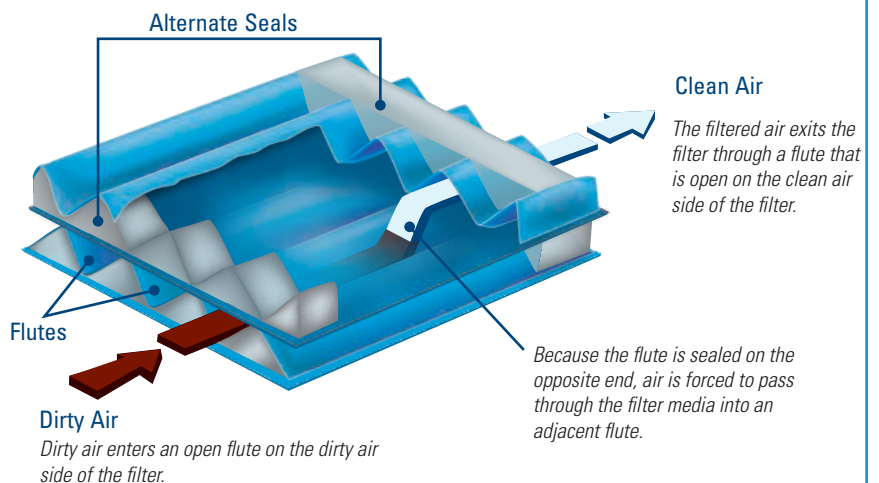 Alternate Seals
Clean Air
The filtered air exits the
filter through a flute that
is open on the clean air
side of the filter.
Flutes
Because the flute is sealed on the
opposite end, air is forced to pass
through the filter media into an
adjacent flute.
Dirty Air
Dirty air enters an open flute on the dirty air
side of the filter.